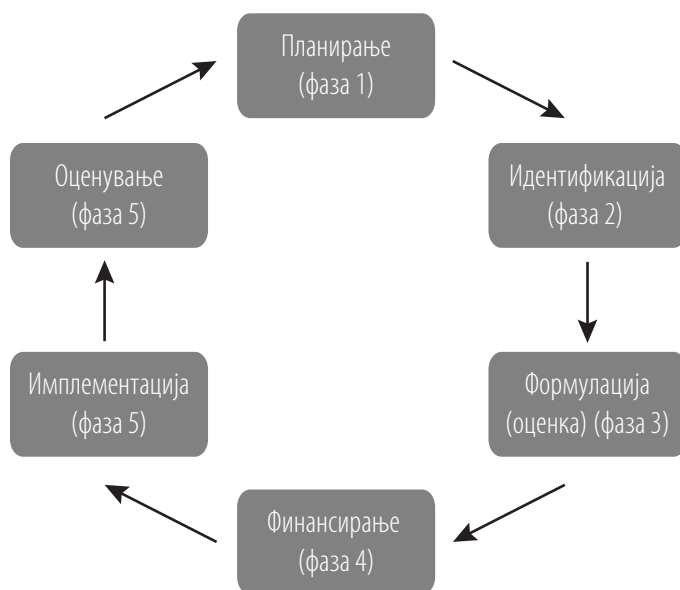 Планирање
(фаза 1)
Идентификација
(фаза 2)
Формулација
(оценка) (фаза 3)
Финансирање
(фаза 4)
Имплементација
(фаза 5)
Оценување
(фаза 5)